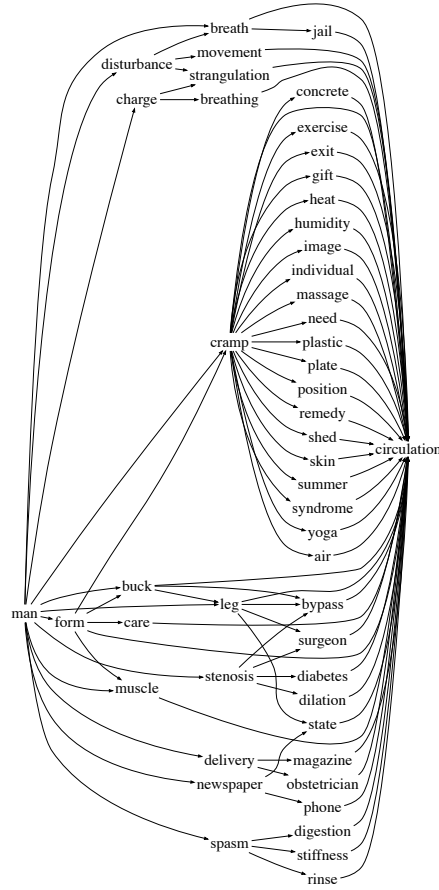 breath
jail
movement
disturbance
strangulation
charge
breathing
concrete
exercise
exit
gift
heat
humidity
image
individual
massage
need
cramp
plastic
plate
position
remedy
shed
circulation
skin
summer
syndrome
yoga
air
buck
leg
bypass
man
form
care
surgeon
stenosis
diabetes
muscle
dilation
state
delivery
magazine
newspaper
obstetrician
phone
digestion
spasm
stiffness
rinse